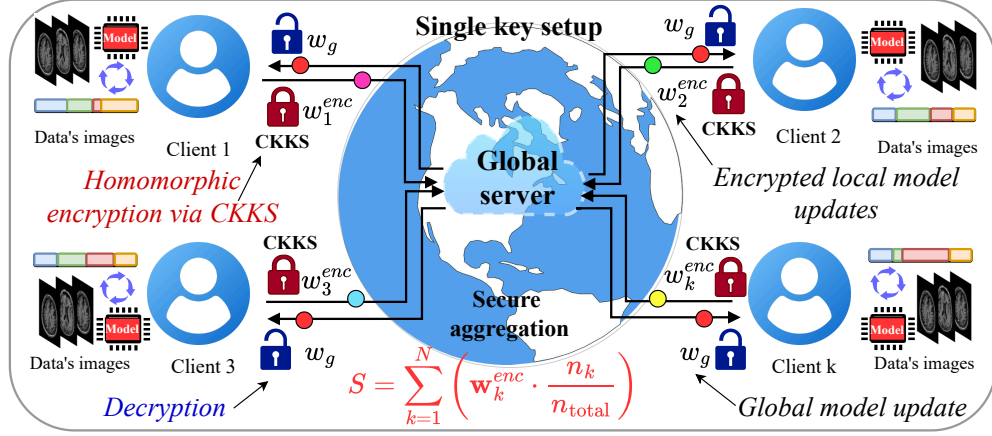 Single key setup
Model
Data's images
Client 1
$w_g$
$w_1^{enc}$
CKKS
Homomorphic
encryption via CKKS
$w_g$
$w_2^{enc}$
CKKS
Client 2
Model
Data's images
Encrypted local model
updates
Global
server
Model
Data's images
Client 3
CKKS
$w_3^{enc}$
$w_g$
Decryption
Secure
aggregation
$S = \sum_{k=1}^{N} \left( \mathbf{w}_k^{enc} \cdot \frac{n_k}{n_{\text{total}}} \right)$
CKKS
$w_k^{enc}$
$w_g$
Client k
Model
Data's images
Global model update